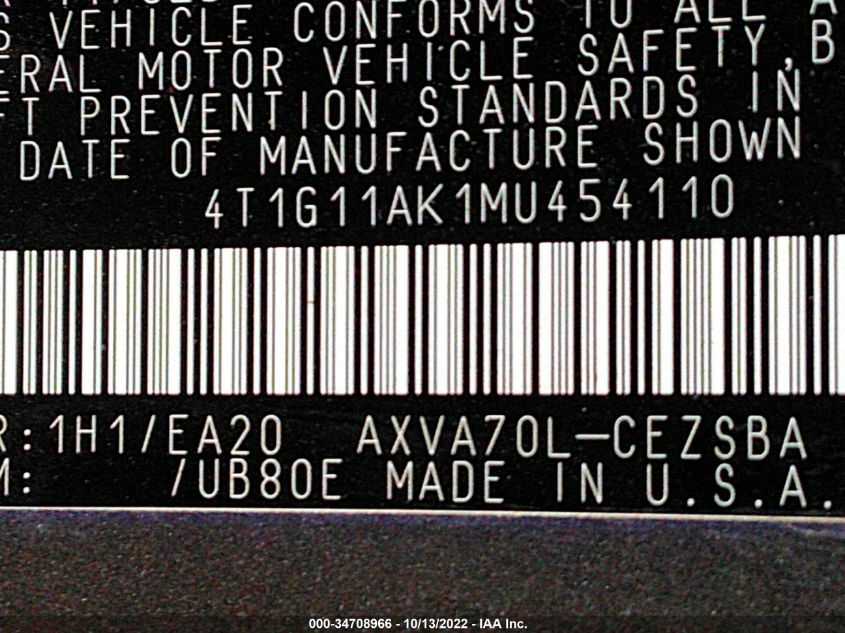 S VEHICLE CONFORMS TO ALL A
ERAL MOTOR VEHICLE SAFETY, B
FT PREVENTION STANDARDS IN
DATE OF MANUFACTURE SHOWN
4T1G11AK1MU454110
R:1H1/EA20 AXVA70L-CEZSBA
M: /UB80E MADE IN U.S.A.
000-34708966 - 10/13/2022 - IAA Inc.